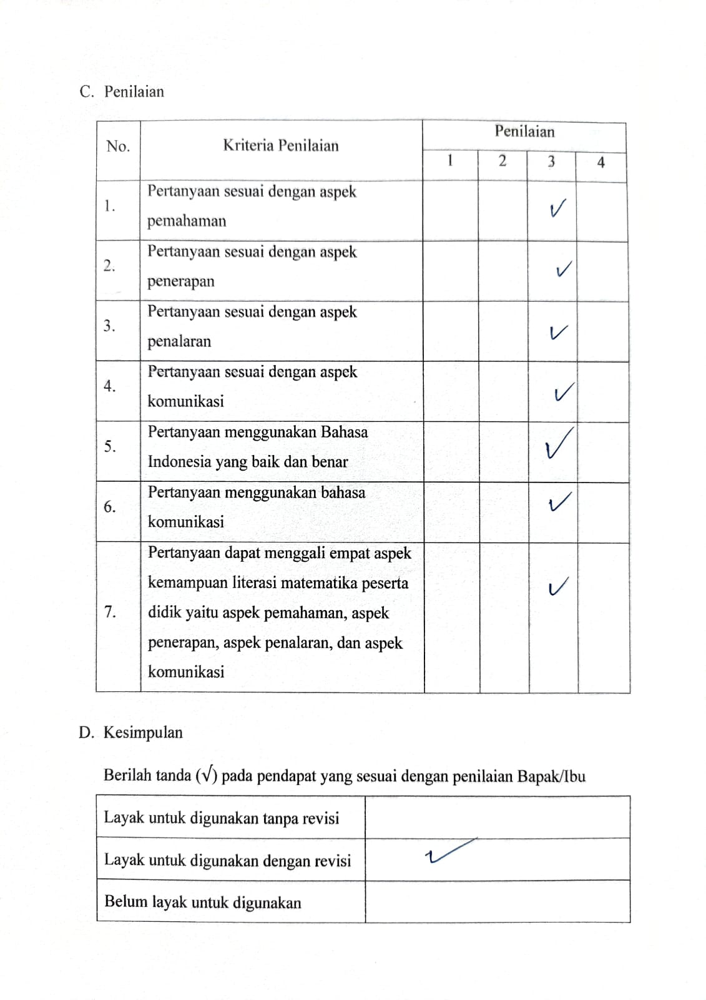 C. Penilaian
No. Kriteria Penilaian Penilaian
1 2 3 4
1. Pertanyaan sesuai dengan aspek
pemahaman
✓
2. Pertanyaan sesuai dengan aspek
penerapan
✓
3. Pertanyaan sesuai dengan aspek
penalaran
✓
4. Pertanyaan sesuai dengan aspek
komunikasi
✓
5. Pertanyaan menggunakan Bahasa
Indonesia yang baik dan benar
✓
6. Pertanyaan menggunakan bahasa
komunikasi
✓
7. Pertanyaan dapat menggali empat aspek
kemampuan literasi matematika peserta
didik yaitu aspek pemahaman, aspek
penerapan, aspek penalaran, dan aspek
komunikasi
✓
D. Kesimpulan
Berilah tanda (√) pada pendapat yang sesuai dengan penilaian Bapak/Ibu
Layak untuk digunakan tanpa revisi
Layak untuk digunakan dengan revisi ✓
Belum layak untuk digunakan